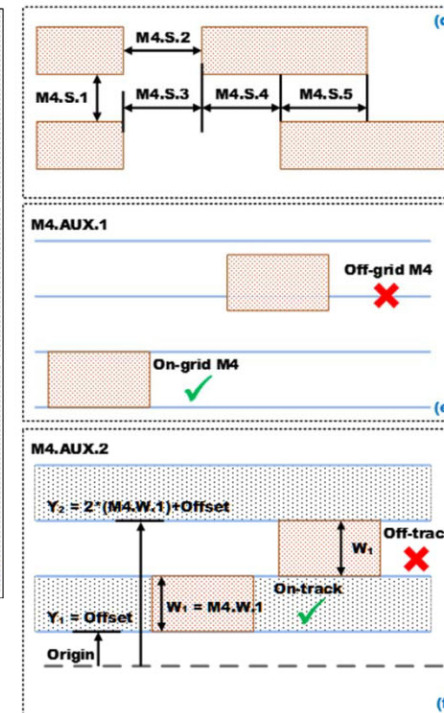 M4.S.2
M4.S.1
M4.S.3 M4.S.4 M4.S.5
M4.AUX.1
Off-grid M4
On-grid M4
M4.AUX.2
Y₂ = 2*(M4.W.1)+Offset
W₁
Off-trac
On-track
W₁ = M4.W.1
Y₁ = Offset
Origin